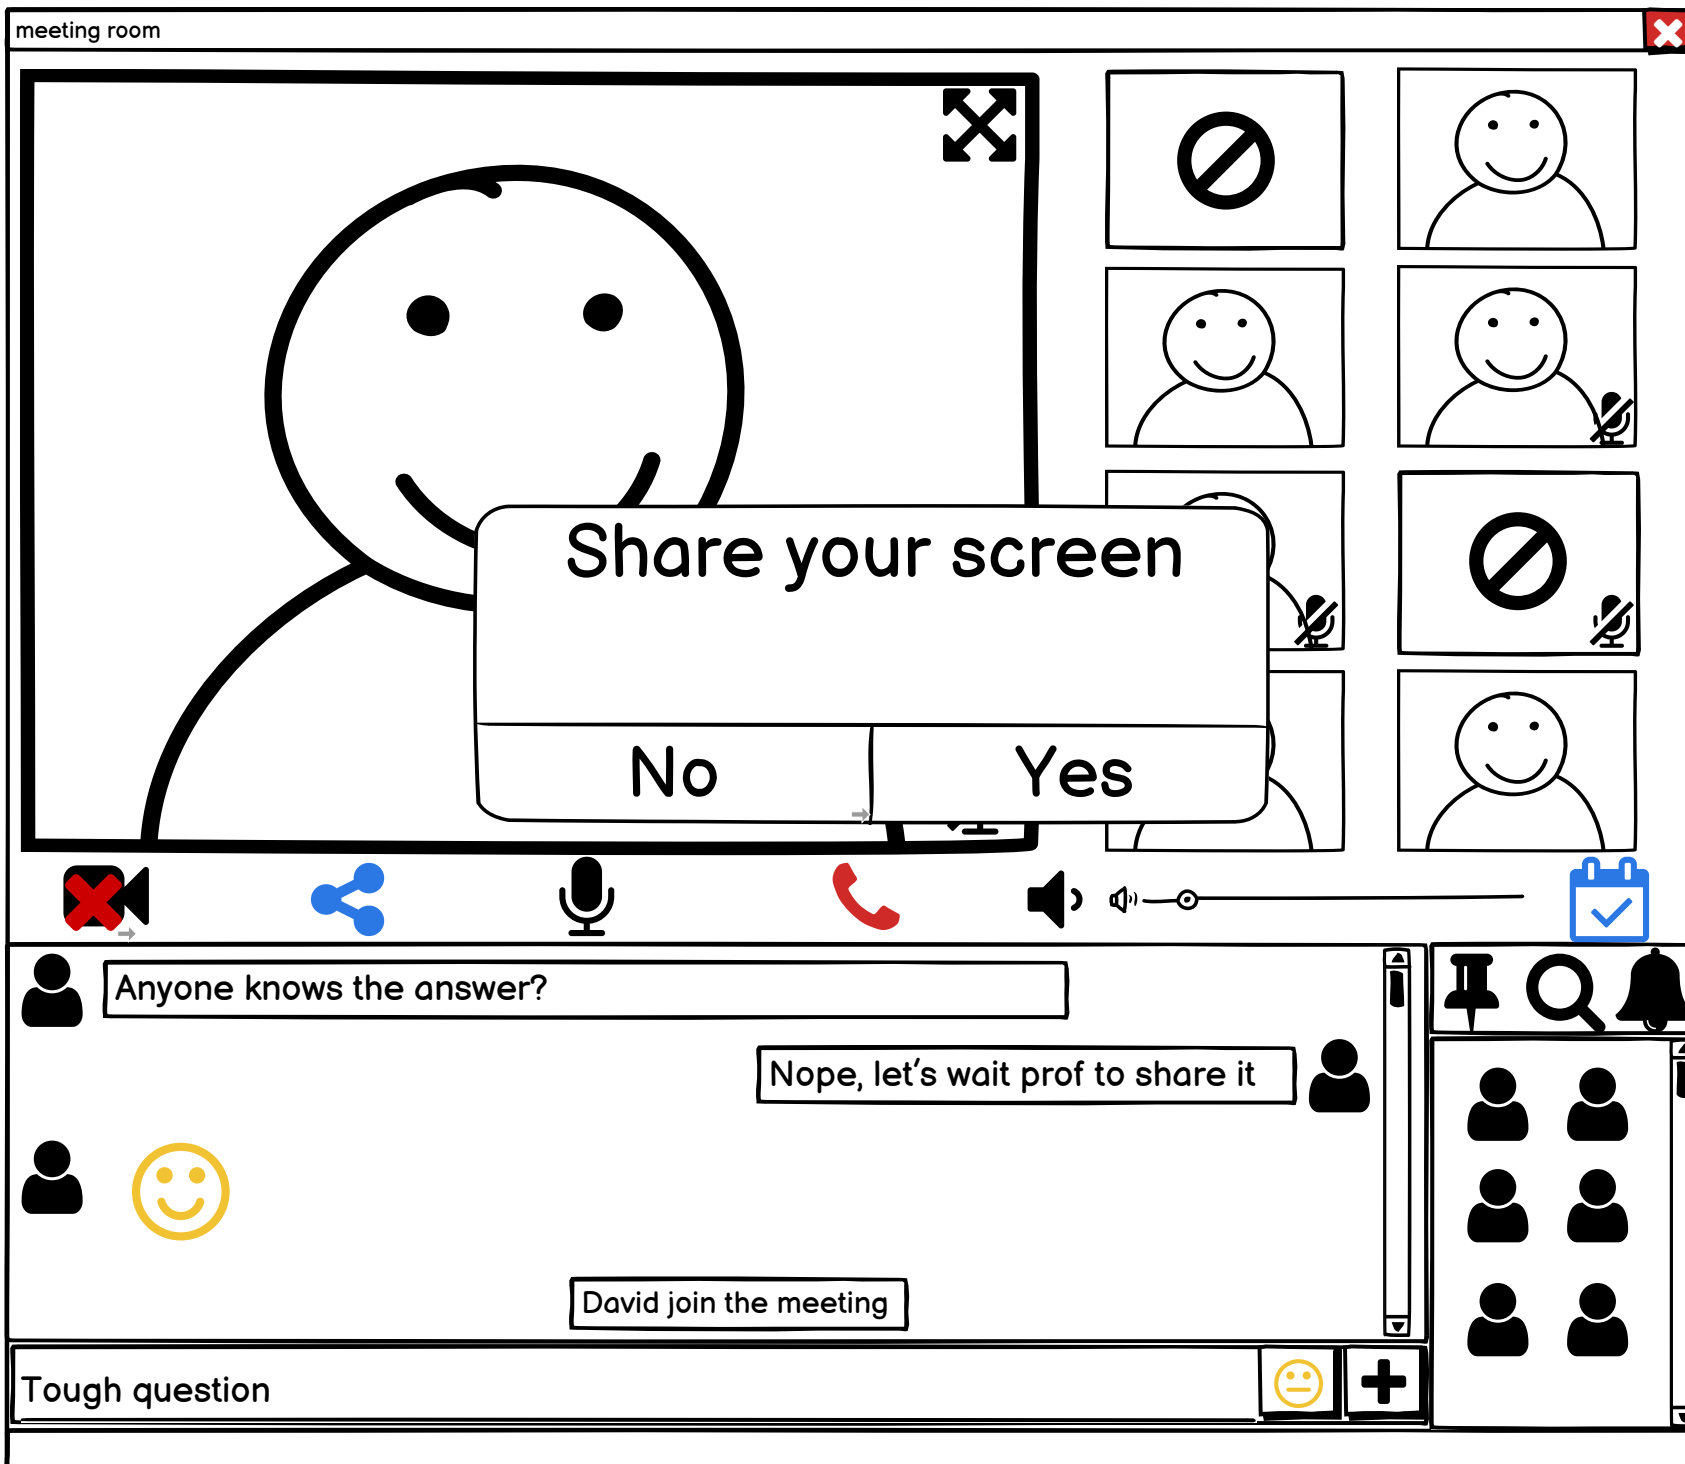 meeting room
Share your screen
No
Yes
Anyone knows the answer?
Nope, let's wait prof to share it
David join the meeting
Tough question